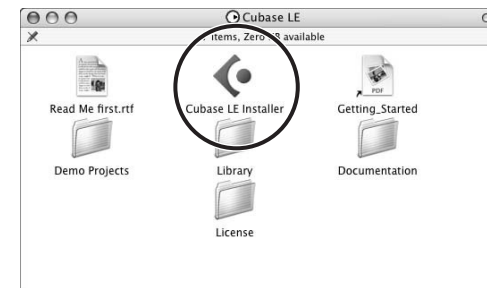 Cubase LE
items, Zero KB available
Read Me first.rtf
Cubase LE Installer
PDF
Getting_Started
Demo Projects
Library
Documentation
License